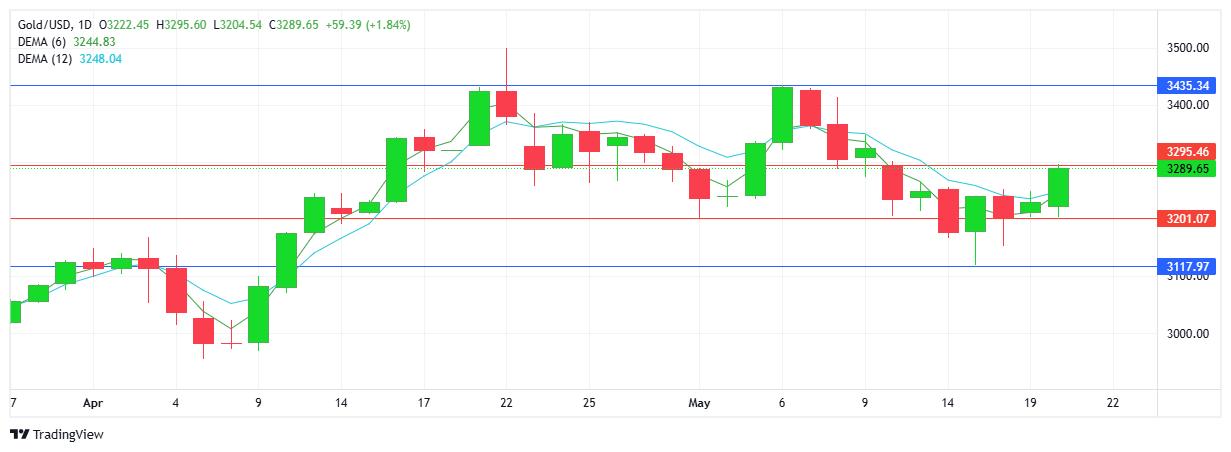 Gold/USD, 1D O3222.45 H3295.60 L3204.54 C3289.65 +59.39 (+1.84%)
DEMA (6) 3244.83
DEMA (12) 3248.04
3500.00
3435.34
3400.00
3295.46
3289.65
3201.07
3117.97
3100.00
3000.00
7 Apr 4 9 14 17 22 25 May 6 9 14 19 22
TradingView